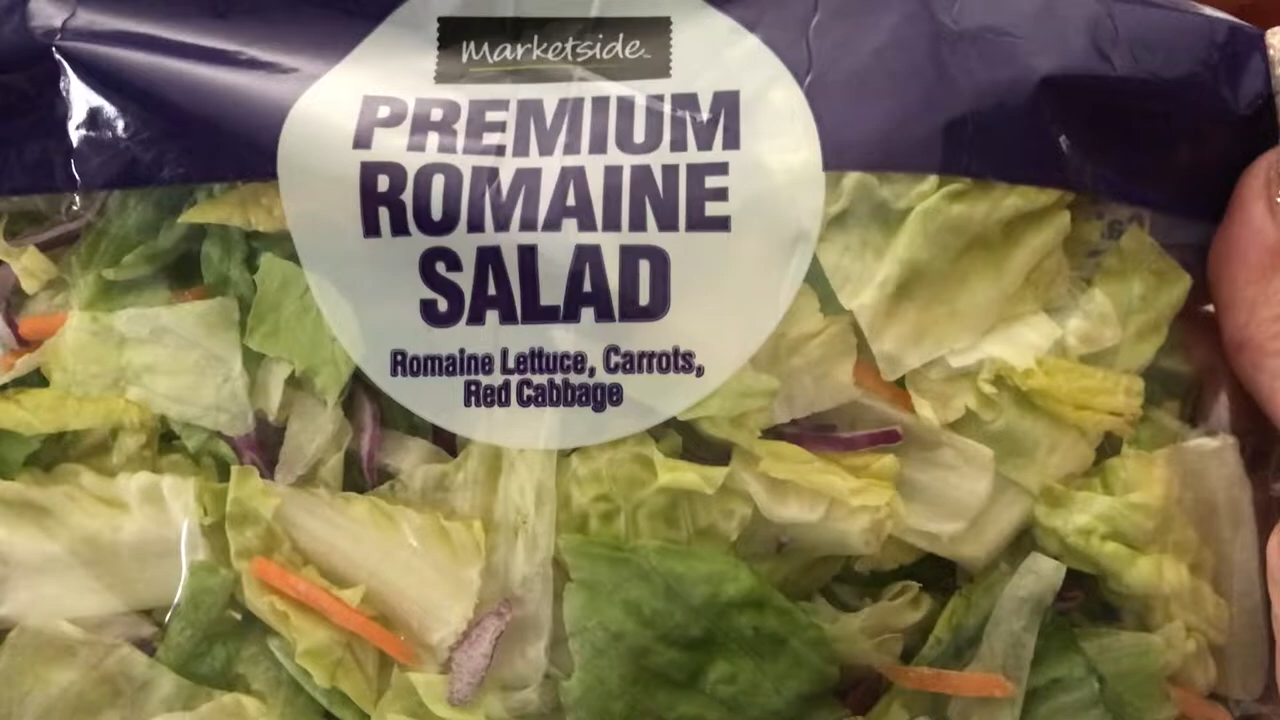 Marketside
PREMIUM
ROMAINE
SALAD
Romaine Lettuce, Carrots,
Red Cabbage